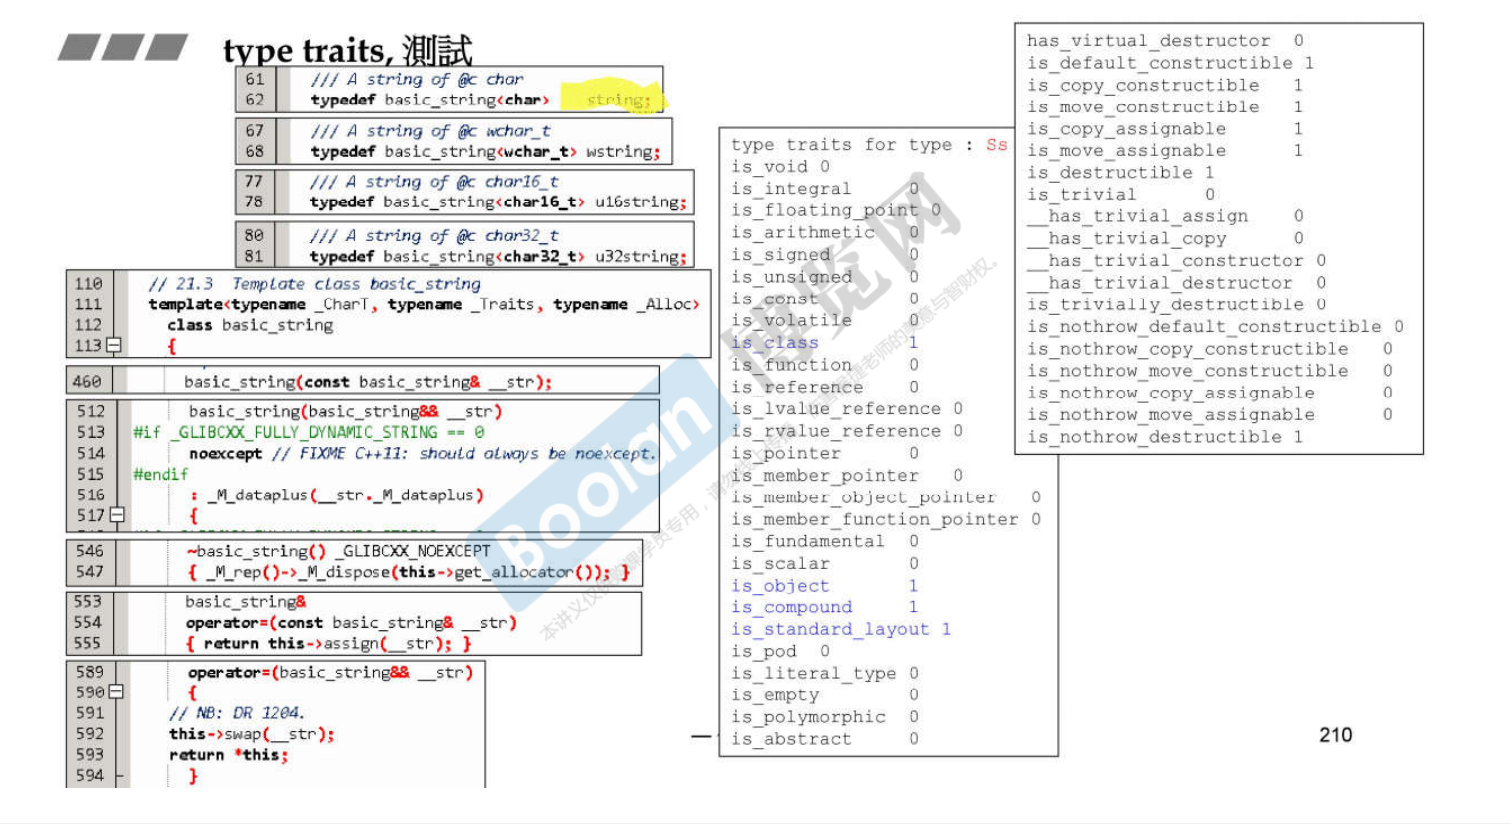 type traits, 測試
61 /// A string of @c char
62 typedef basic_string<char> string;
67 /// A string of @c wchar_t
68 typedef basic_string<wchar_t> wstring;
77 /// A string of @c char16_t
78 typedef basic_string<char16_t> u16string;
80 /// A string of @c char32_t
81 typedef basic_string<char32_t> u32string;
110 // 21.3 Template class basic_string
111 template<typename _CharT, typename _Traits, typename _Alloc>
112 class basic_string
113 {
460 basic_string(const basic_string& __str);
512 basic_string(basic_string&& __str)
513 #if _GLIBCXX_FULLY_DYNAMIC_STRING == 0
514 noexcept // FIXME C++11: should always be noexcept.
515 #endif
516 : _M_dataplus(__str._M_dataplus)
517 {
546 ~basic_string() _GLIBCXX_NOEXCEPT
547 { _M_rep()->_M_dispose(this->get_allocator()); }
553 basic_string&
554 operator=(const basic_string& __str)
555 { return this->assign(__str); }
589 operator=(basic_string&& __str)
590 {
591 // NB: DR 1204.
592 this->swap(__str);
593 return *this;
594 }
type traits for type : Ss
is_void 0
is_integral 0
is_floating_point 0
is_arithmetic 0
is_signed 0
is_unsigned 0
is_const 0
is_volatile 0
is_class 1
is_function 0
is_reference 0
is_lvalue_reference 0
is_rvalue_reference 0
is_pointer 0
is_member_pointer 0
is_member_object_pointer 0
is_member_function_pointer 0
is_fundamental 0
is_scalar 0
is_object 1
is_compound 1
is_standard_layout 1
is_pod 0
is_literal_type 0
is_empty 0
is_polymorphic 0
is_abstract 0
has_virtual_destructor 0
is_default_constructible 1
is_copy_constructible 1
is_move_constructible 1
is_copy_assignable 1
is_move_assignable 1
is_destructible 1
is_trivial 0
__has_trivial_assign 0
__has_trivial_copy 0
__has_trivial_constructor 0
__has_trivial_destructor 0
is_trivially_destructible 0
is_nothrow_default_constructible 0
is_nothrow_copy_constructible 0
is_nothrow_move_constructible 0
is_nothrow_copy_assignable 0
is_nothrow_move_assignable 0
is_nothrow_destructible 1
Boolan
博览网
210